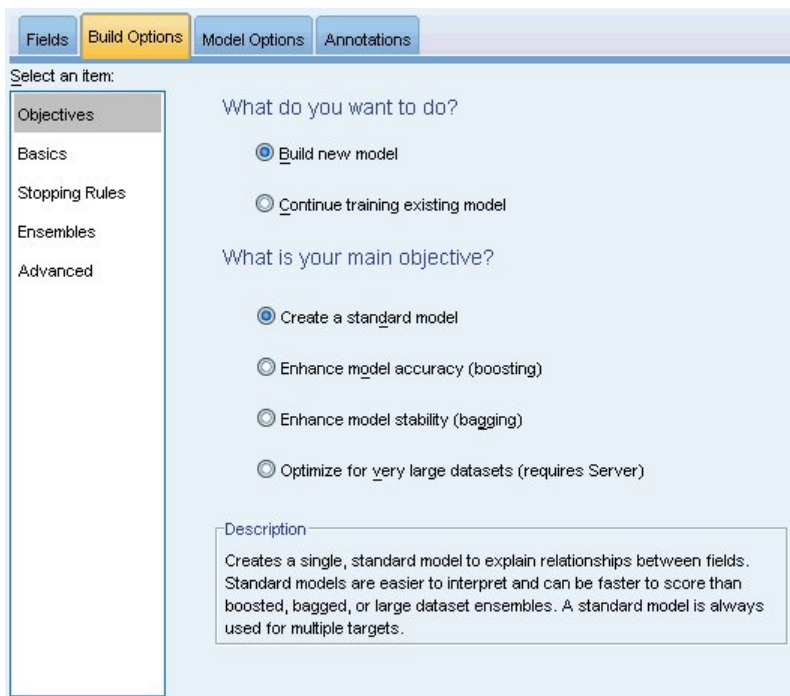 Fields Build Options Model Options Annotations
Select an item:
Objectives
Basics
Stopping Rules
Ensembles
Advanced
What do you want to do?
Build new model
Continue training existing model
What is your main objective?
Create a standard model
Enhance model accuracy (boosting)
Enhance model stability (bagging)
Optimize for very large datasets (requires Server)
Description
Creates a single, standard model to explain relationships between fields.
Standard models are easier to interpret and can be faster to score than
boosted, bagged, or large dataset ensembles. A standard model is always
used for multiple targets.